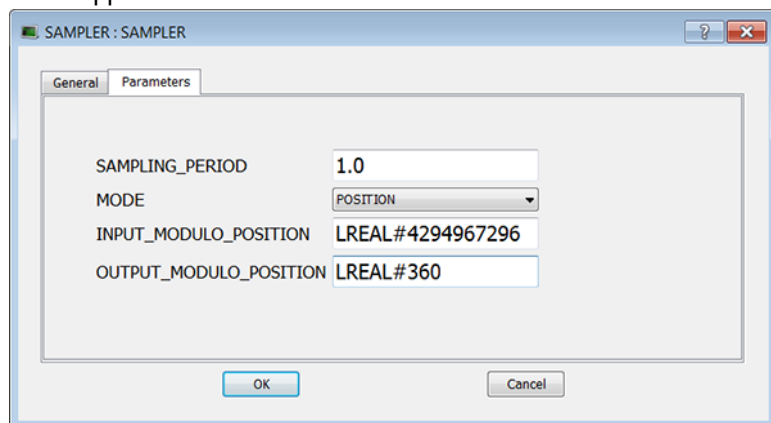 SAMPLER : SAMPLER
General Parameters
SAMPLING_PERIOD 1.0
MODE POSITION
INPUT_MODULO_POSITION LREAL#4294967296
OUTPUT_MODULO_POSITION LREAL#360
OK Cancel